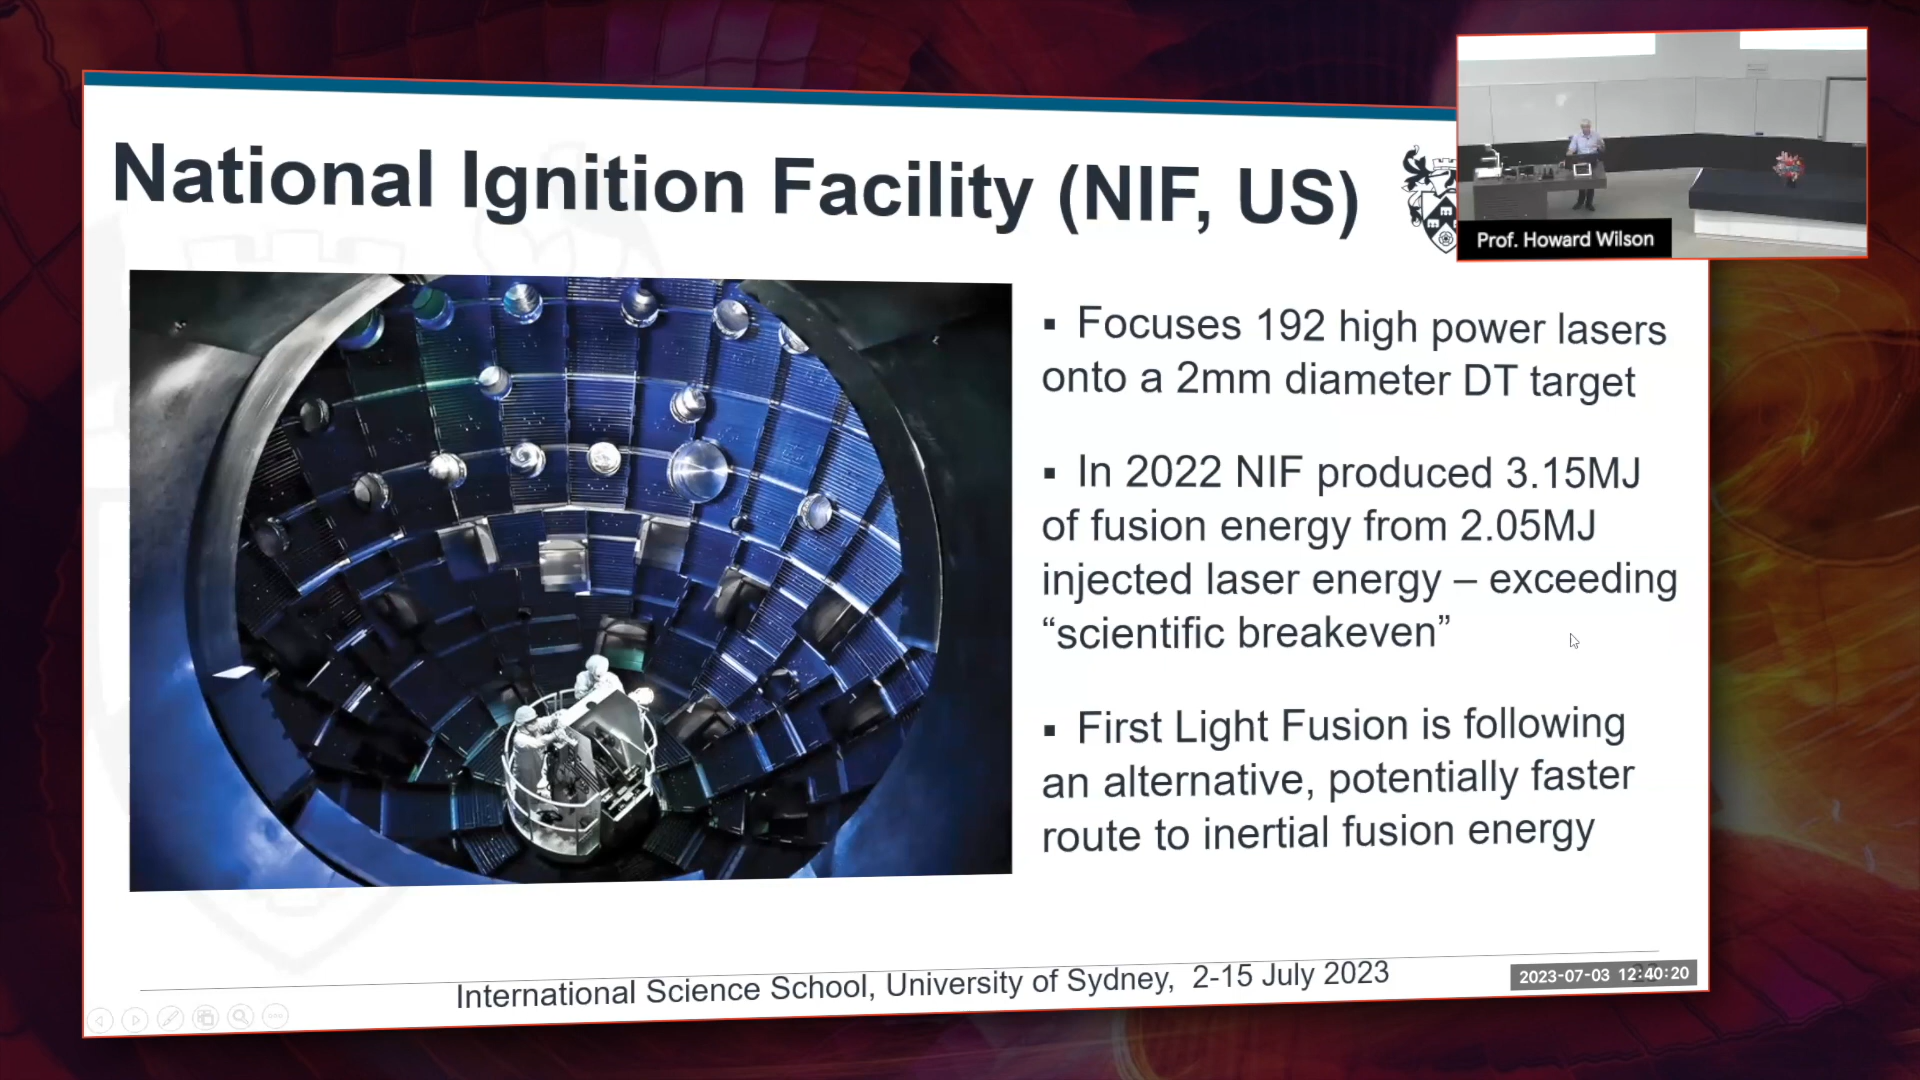 National Ignition Facility (NIF, US)
Prof. Howard Wilson
▪ Focuses 192 high power lasers
onto a 2mm diameter DT target
▪ In 2022 NIF produced 3.15MJ
of fusion energy from 2.05MJ
injected laser energy – exceeding
“scientific breakeven”
▪ First Light Fusion is following
an alternative, potentially faster
route to inertial fusion energy
International Science School, University of Sydney, 2-15 July 2023
2023-07-03 12:40:20